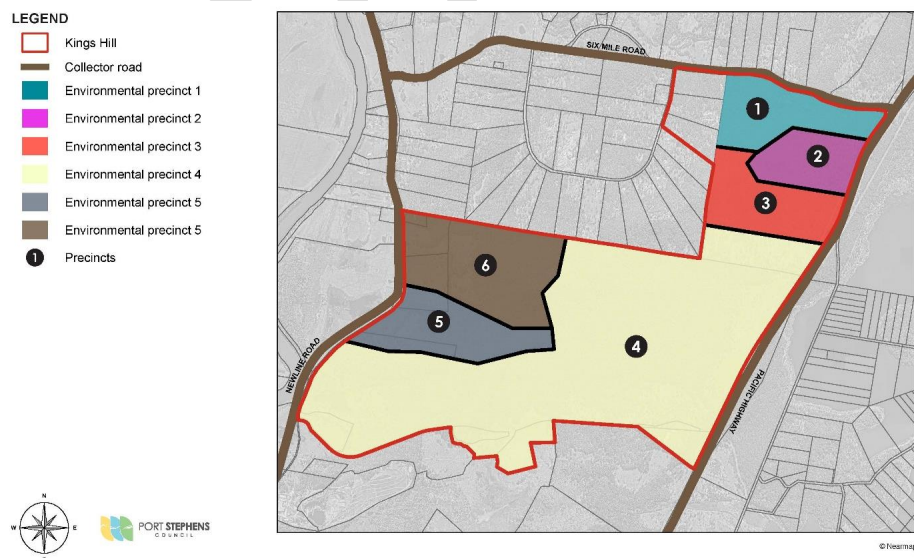 LEGEND
Kings Hill
Collector road
Environmental precinct 1
Environmental precinct 2
Environmental precinct 3
Environmental precinct 4
Environmental precinct 5
Environmental precinct 5
1 Precincts
SIX MILE ROAD
1
2
3
6
5
4
NEWLINE ROAD
PACIFIC HIGHWAY
N
W E
PORT STEPHENS
COUNCIL
© Nearmap